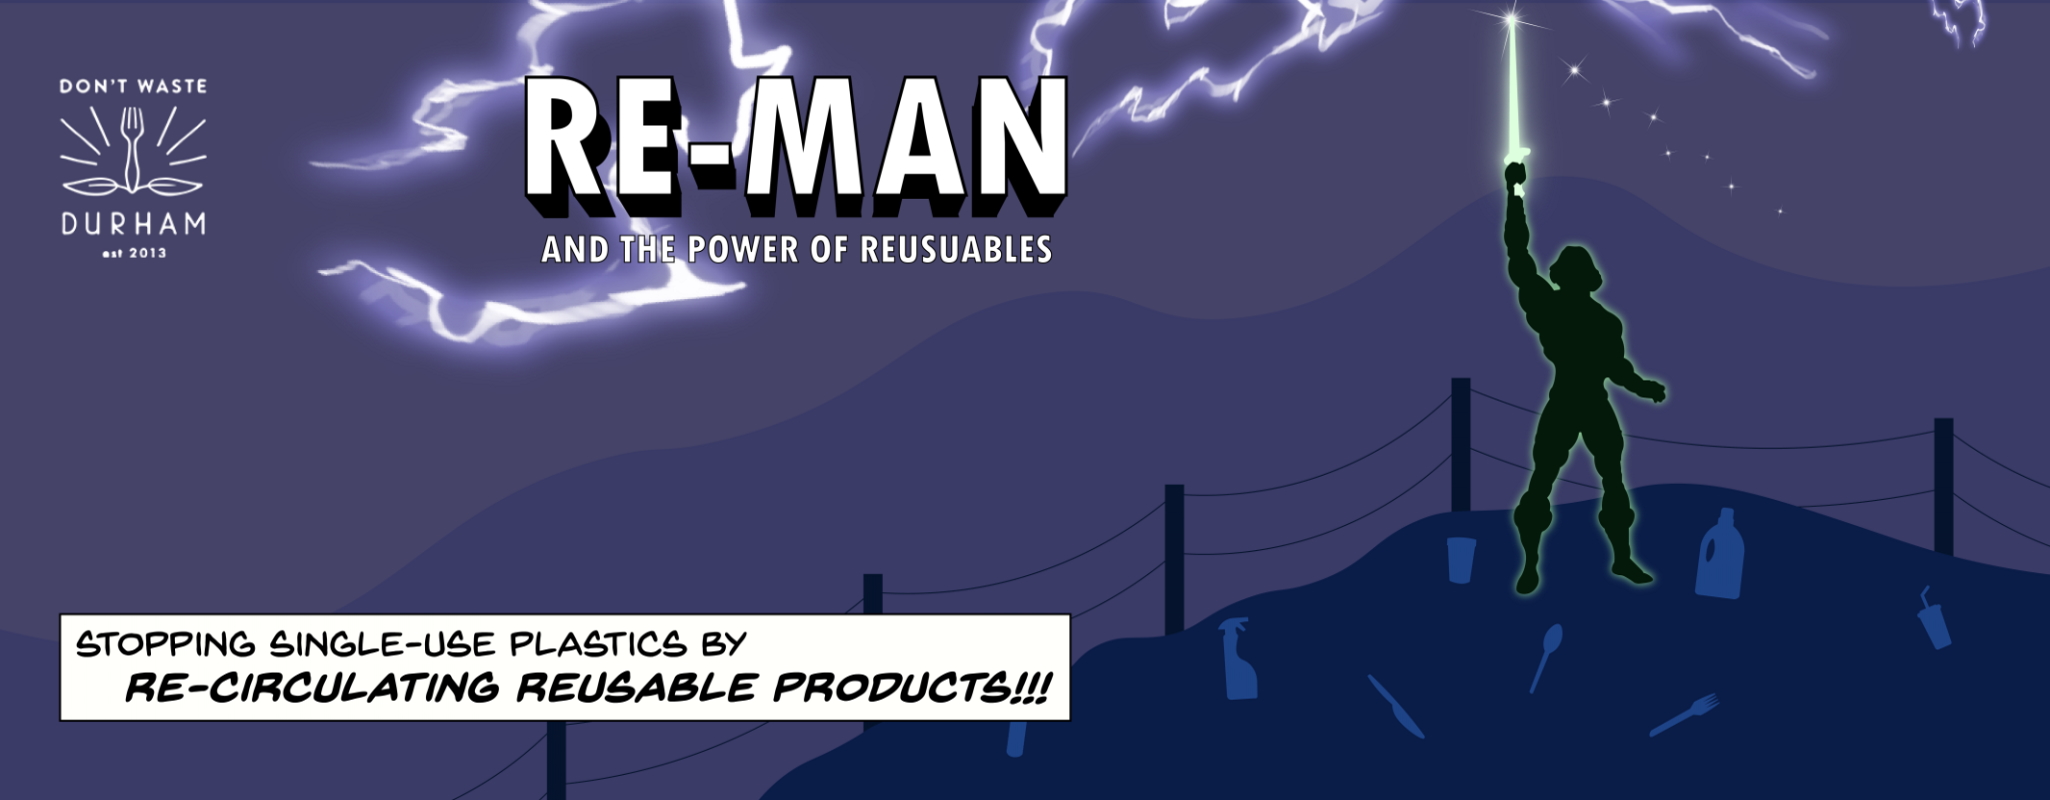 DON'T WASTE
DURHAM
est 2013
RE-MAN
AND THE POWER OF REUSUABLES
STOPPING SINGLE-USE PLASTICS BY
RE-CIRCULATING REUSABLE PRODUCTS!!!